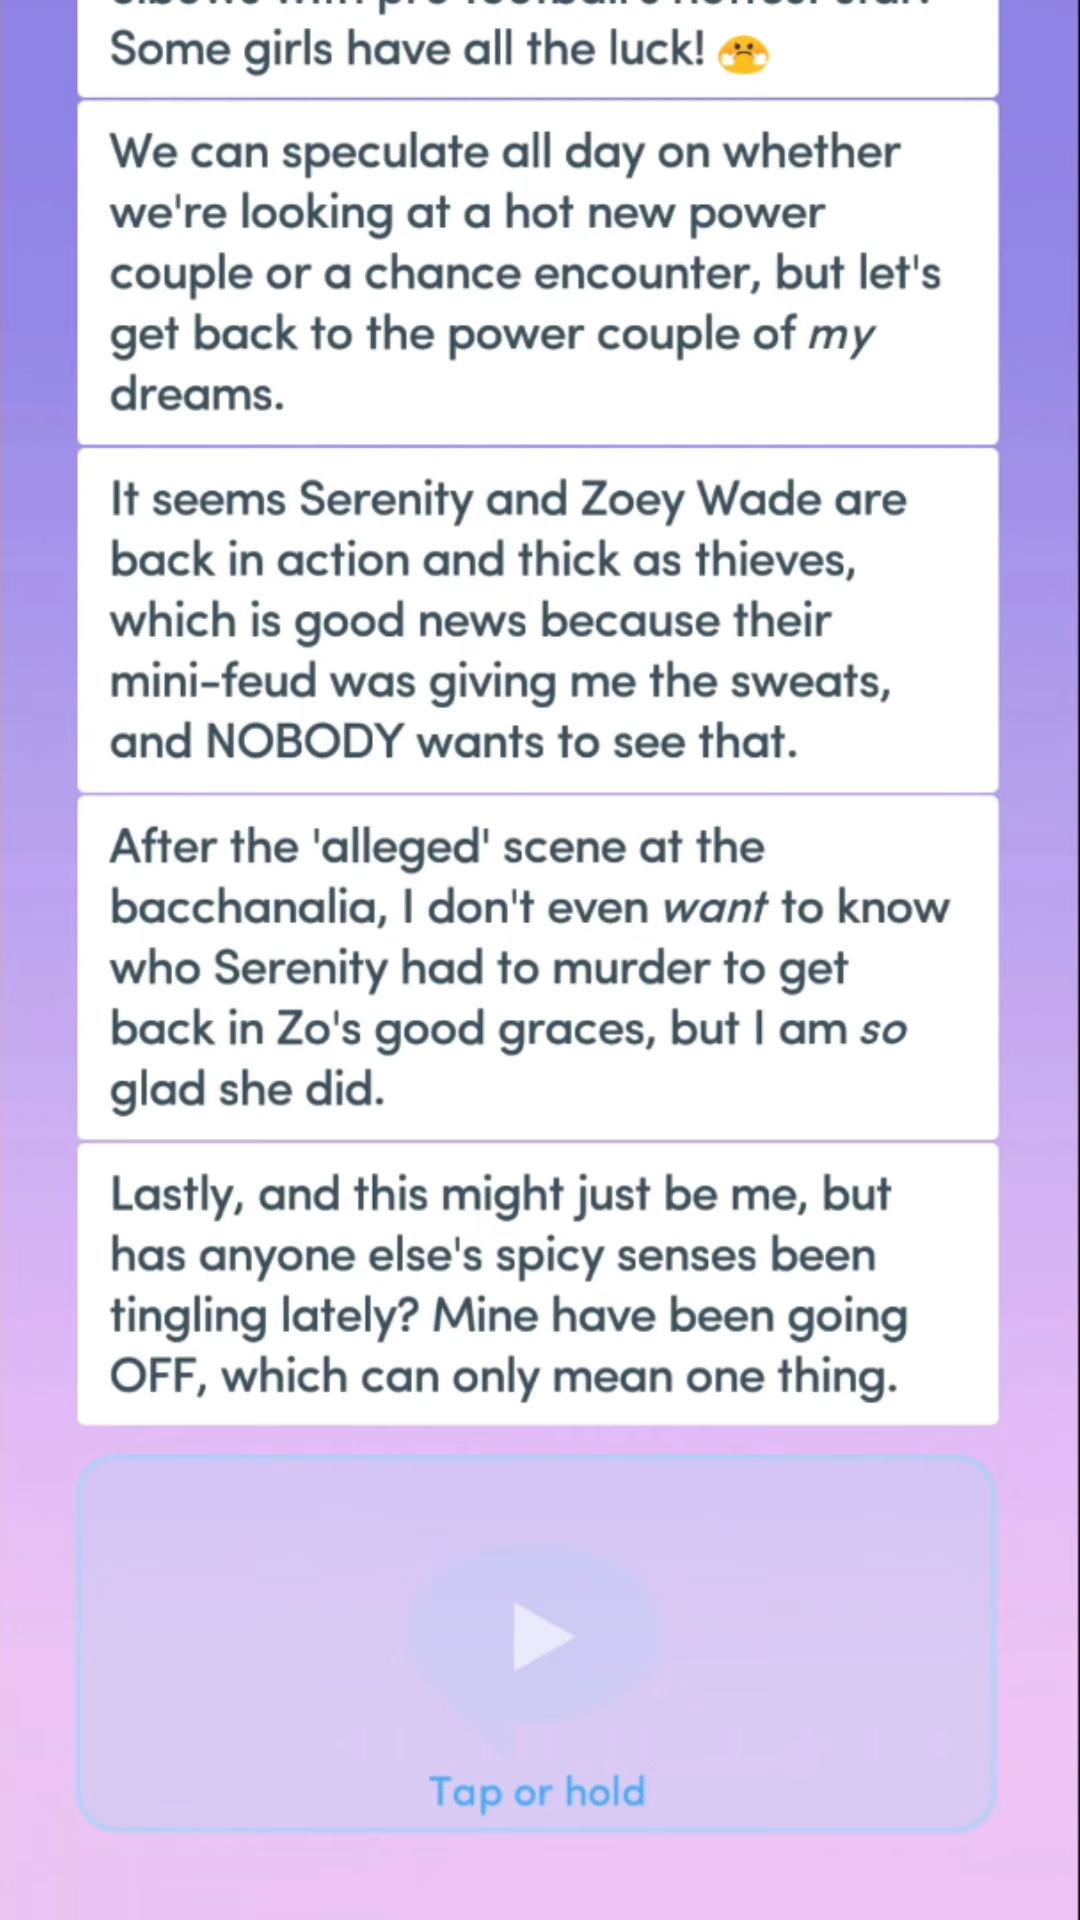 Some girls have all the luck! 😤
We can speculate all day on whether
we're looking at a hot new power
couple or a chance encounter, but let's
get back to the power couple of my
dreams.
It seems Serenity and Zoey Wade are
back in action and thick as thieves,
which is good news because their
mini-feud was giving me the sweats,
and NOBODY wants to see that.
After the 'alleged' scene at the
bacchanalia, I don't even want to know
who Serenity had to murder to get
back in Zo's good graces, but I am so
glad she did.
Lastly, and this might just be me, but
has anyone else's spicy senses been
tingling lately? Mine have been going
OFF, which can only mean one thing.
Tap or hold